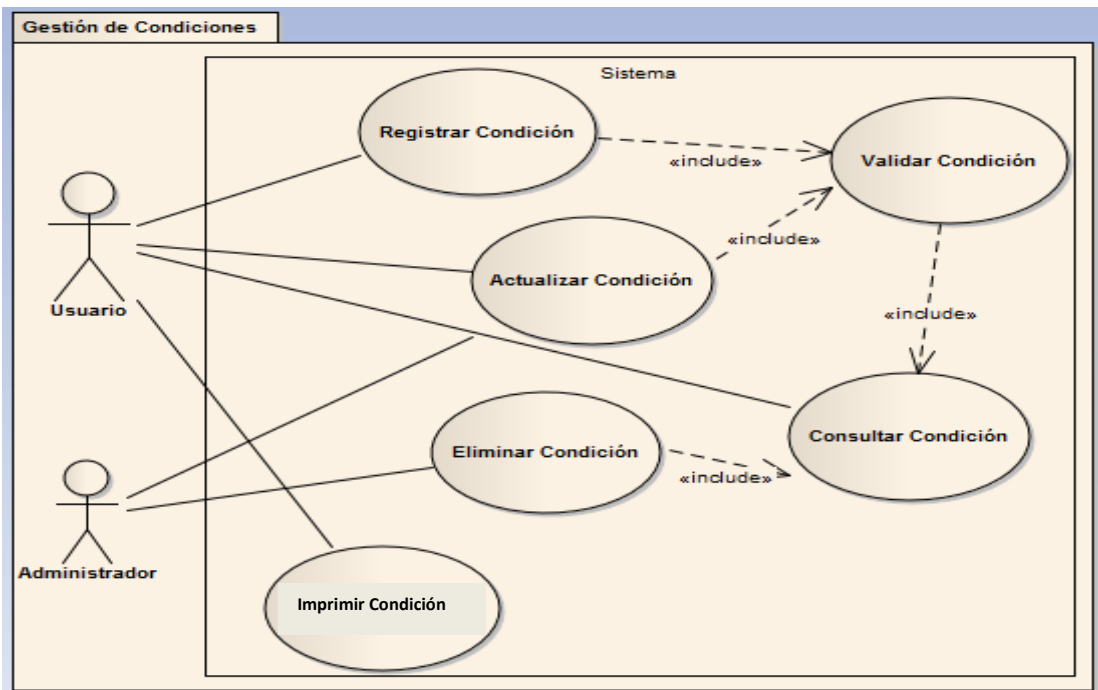 Gestión de Condiciones
Sistema
Registrar Condición
«include»
Validar Condición
«include»
Actualizar Condición
Usuario
«include»
Consultar Condición
Eliminar Condición
«include»
Administrador
Imprimir Condición